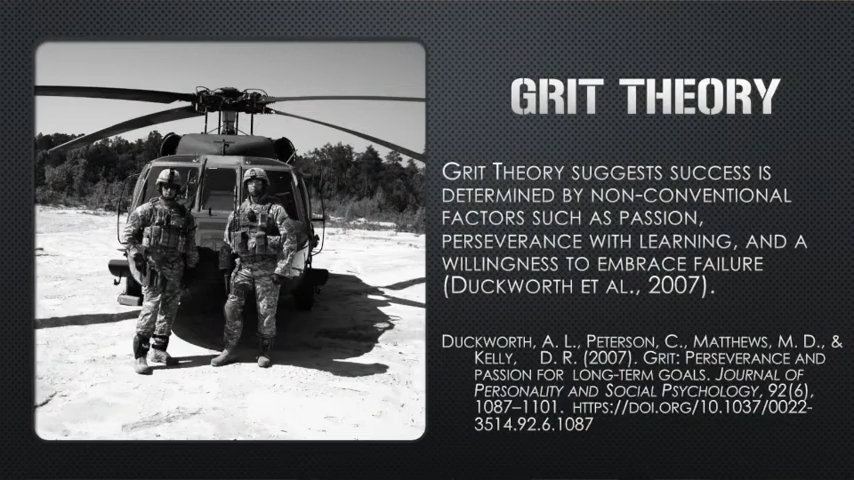 GRIT THEORY
GRIT THEORY SUGGESTS SUCCESS IS
DETERMINED BY NON-CONVENTIONAL
FACTORS SUCH AS PASSION,
PERSEVERANCE WITH LEARNING, AND A
WILLINGNESS TO EMBRACE FAILURE
(DUCKWORTH ET AL., 2007).
DUCKWORTH, A. L., PETERSON, C., MATTHEWS, M. D., &
KELLY, D. R. (2007). GRIT: PERSEVERANCE AND
PASSION FOR LONG-TERM GOALS. JOURNAL OF
PERSONALITY AND SOCIAL PSYCHOLOGY, 92(6),
1087–1101. HTTPS://DOI.ORG/10.1037/0022-
3514.92.6.1087